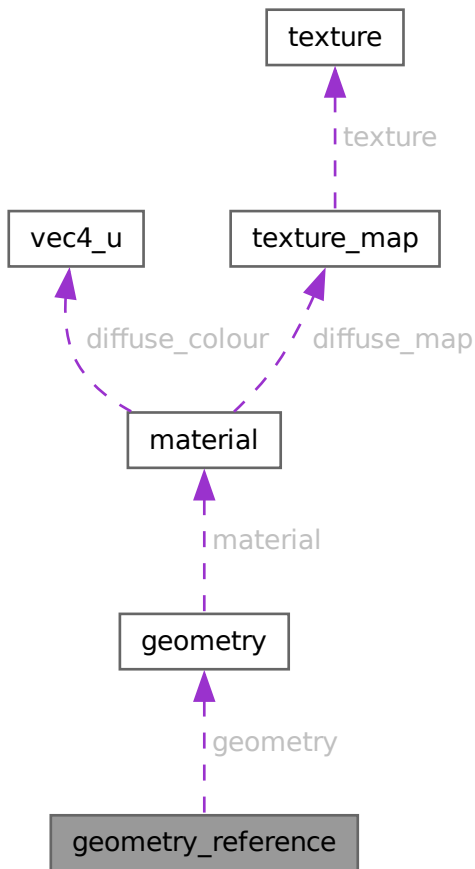 texture
texture
vec4_u
texture_map
diffuse_colour
diffuse_map
material
material
geometry
geometry
geometry_reference